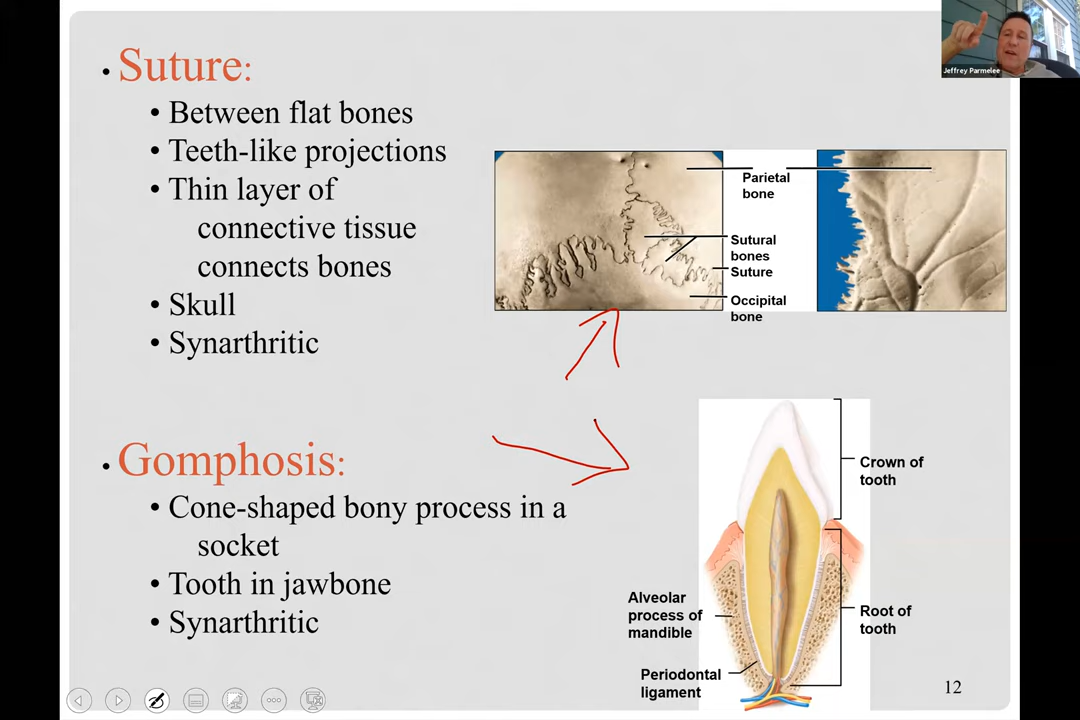 Jeffrey Parmelee
• Suture:
• Between flat bones
• Teeth-like projections
• Thin layer of
connective tissue
connects bones
• Skull
• Synarthritic
Parietal
bone
Sutural
bones
Suture
Occipital
bone
• Gomphosis:
• Cone-shaped bony process in a
socket
• Tooth in jawbone
• Synarthritic
Crown of
tooth
Alveolar
process of
mandible
Root of
tooth
Periodontal
ligament
12